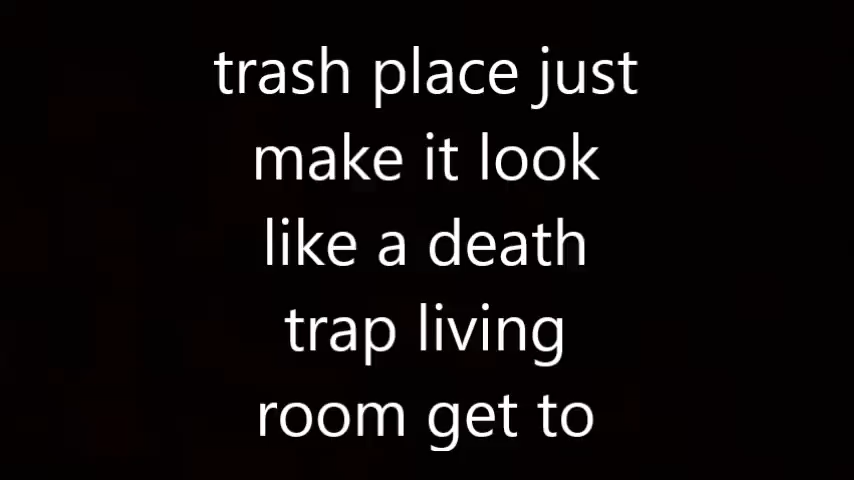 trash place just
make it look
like a death
trap living
room get to